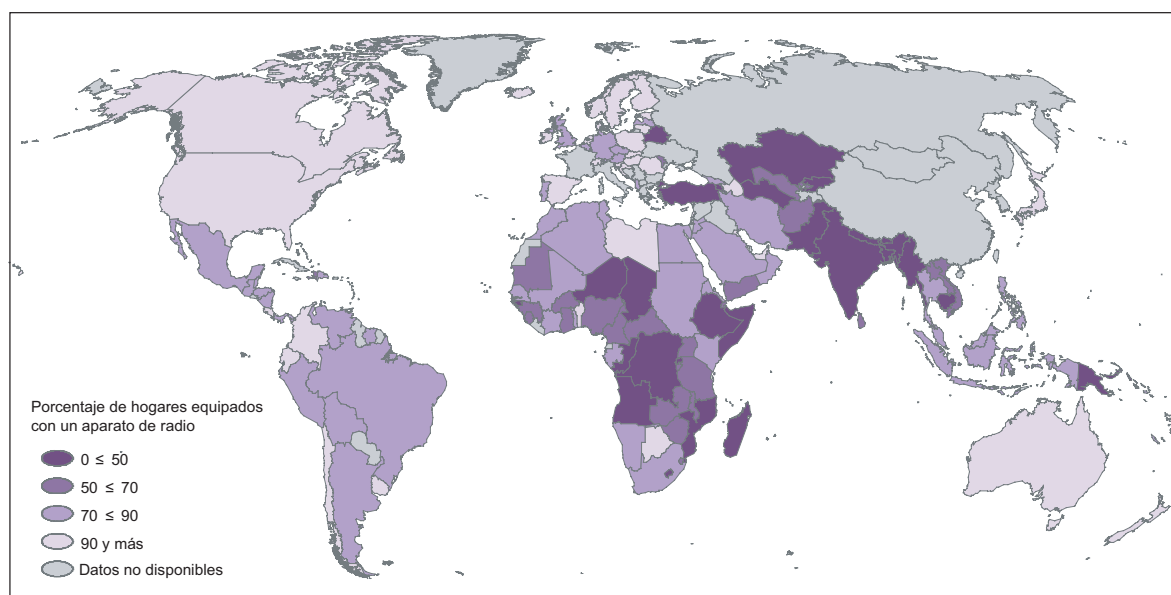 Porcentaje de hogares equipados
con un aparato de radio
0 ≤ 50
50 ≤ 70
70 ≤ 90
90 y más
Datos no disponibles